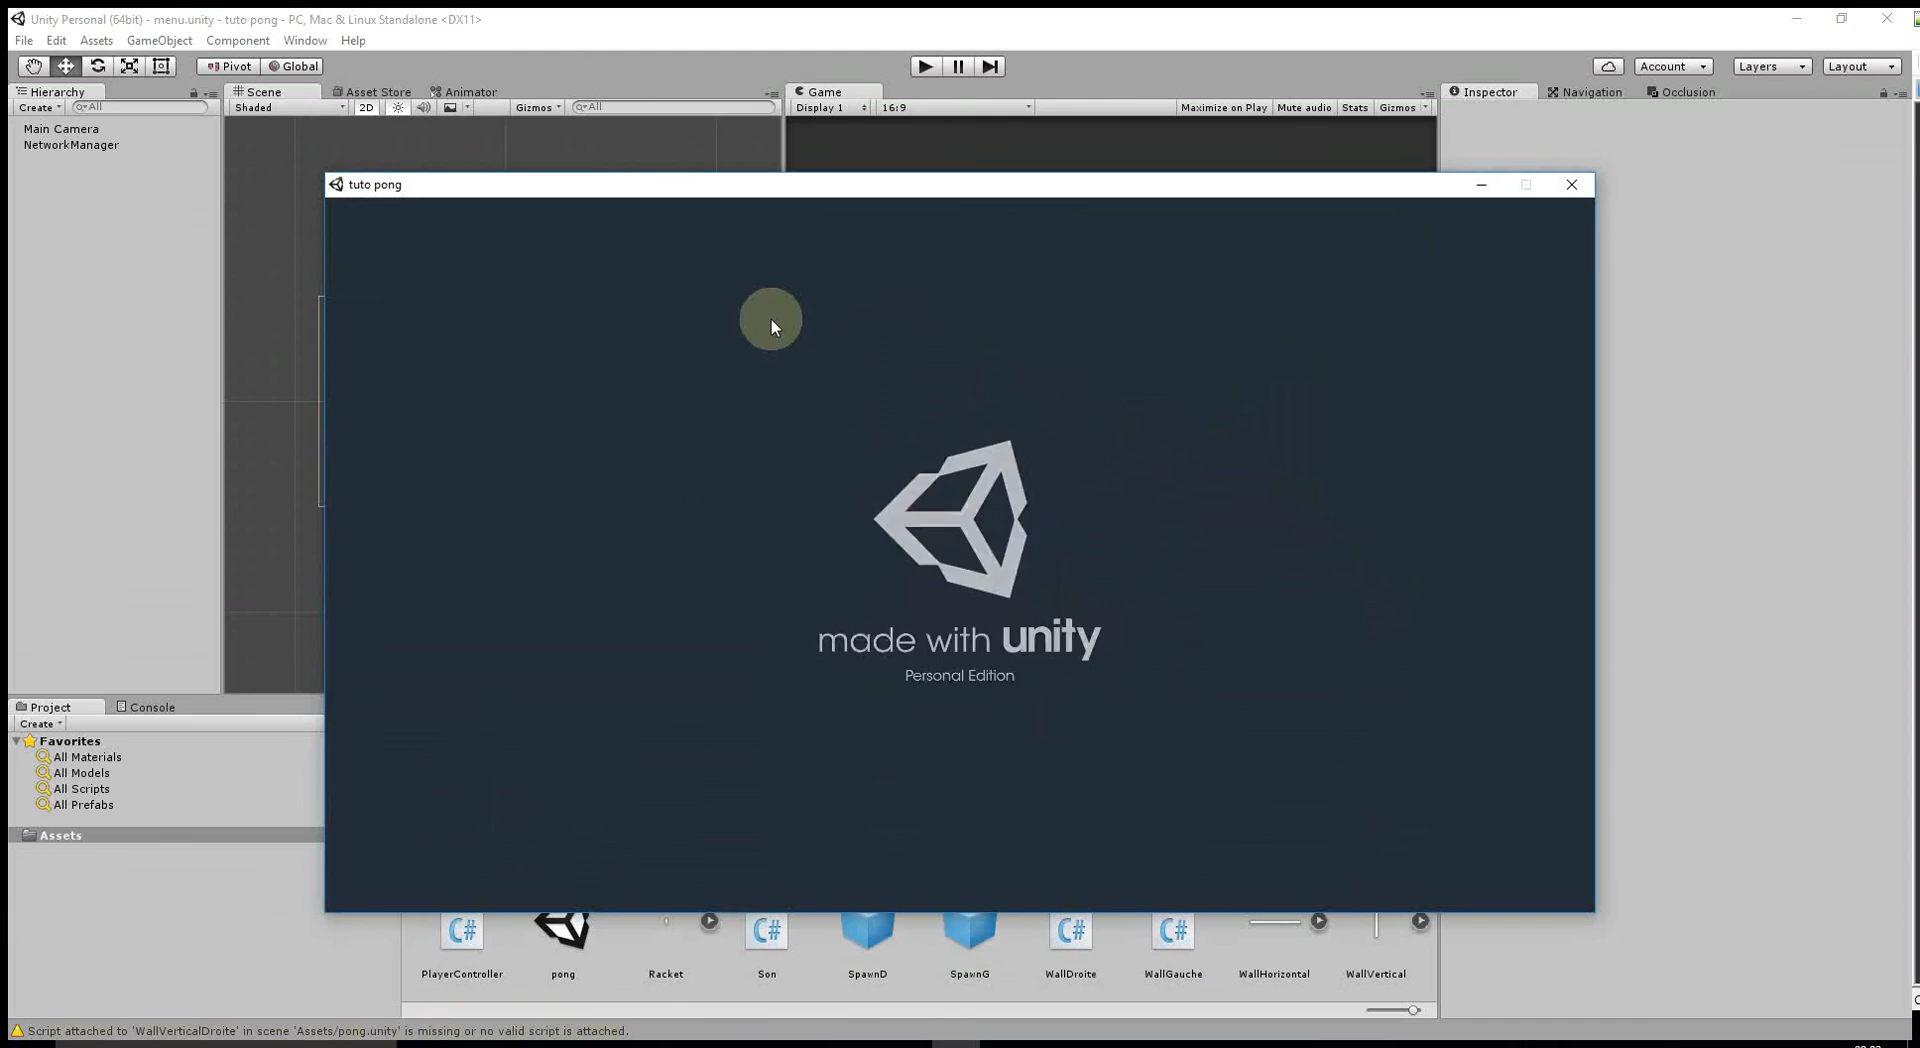 Unity Personal (64bit) - menu.unity - tuto pong - PC, Mac & Linux Standalone <DX11>
File Edit Assets GameObject Component Window Help
Pivot Global Account Layers Layout
Hierarchy Scene Asset Store Animator Game Inspector Navigation Occlusion
Create All Shaded 2D Gizmos All Display 1 16:9 Maximize on Play Mute audio Stats Gizmos
Main Camera
NetworkManager
tuto pong
made with unity
Personal Edition
Project Console
Create
Favorites
All Materials
All Models
All Scripts
All Prefabs
Assets
C# C# C# C#
PlayerController pong Racket Son SpawnD SpawnG WallDroite WallGauche WallHorizontal WallVertical
Script attached to 'WallVerticalDroite' in scene 'Assets/pong.unity' is missing or no valid script is attached.